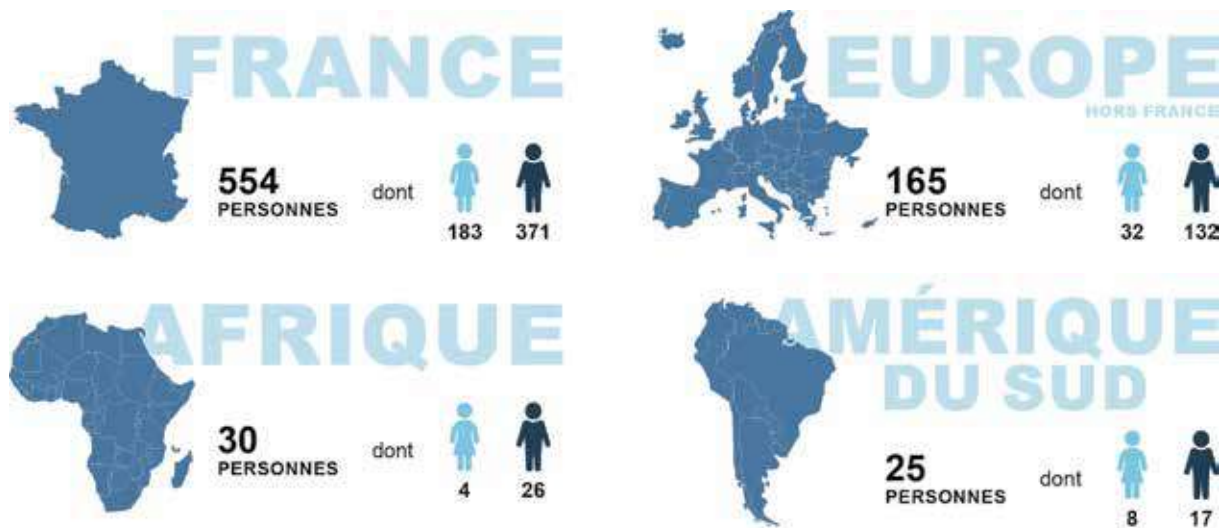 FRANCE
554
PERSONNES
dont
183 371
EUROPE
HORS FRANCE
165
PERSONNES
dont
32 132
AFRIQUE
30
PERSONNES
dont
4 26
AMÉRIQUE
DU SUD
25
PERSONNES
dont
8 17